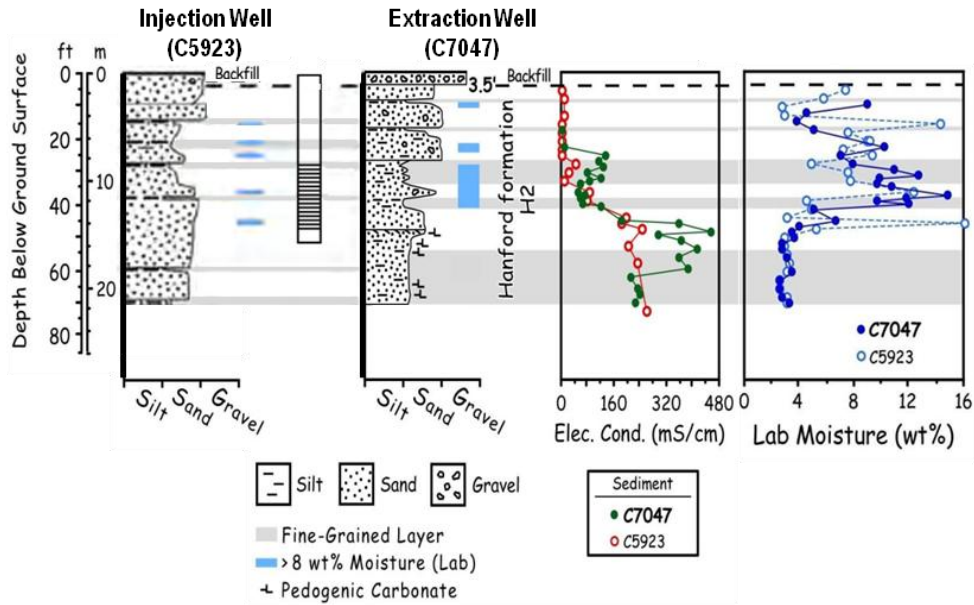 Injection Well
(C5923)
Extraction Well
(C7047)
ft m
0 0
20
10
40
60
20
80
Depth Below Ground Surface
Backfill
3.5'
Backfill
Hanford formation
H2
Silt Sand Gravel
Silt Sand Gravel
0 160 320 480
Elec. Cond. (mS/cm)
0 4 8 12 16
Lab Moisture (wt%)
C7047
C5923
Silt Sand Gravel
Fine-Grained Layer
>8 wt% Moisture (Lab)
Pedogenic Carbonate
Sediment
C7047
C5923